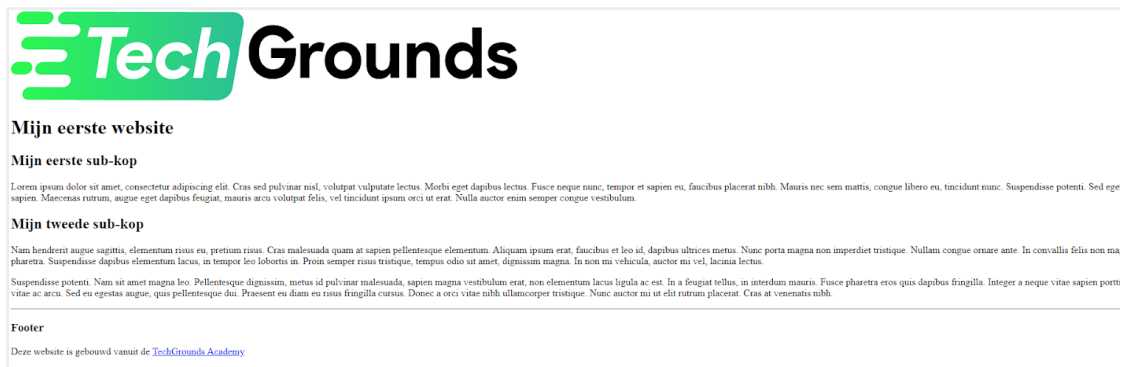 TechGrounds
Mijn eerste website
Mijn eerste sub-kop
Lorem ipsum dolor sit amet, consectetur adipiscing elit. Cras sed pulvinar nisl, volutpat vulputate lectus. Morbi eget dapibus lectus. Fusce neque nunc, tempor et sapien eu, faucibus placerat nibh. Mauris nec sem mattis, congue libero eu, tincidunt nunc. Suspendisse potenti. Sed ege
sapien. Maecenas rutrum, augue eget dapibus feugiat, mauris arcu volutpat felis, vel tincidunt ipsum orci ut erat. Nulla auctor enim semper congue vestibulum.
Mijn tweede sub-kop
Nam hendrerit augue sagittis, elementum risus eu, pretium risus. Cras malesuada quam at sapien pellentesque elementum. Aliquam ipsum erat, faucibus et leo id, dapibus ultrices metus. Nunc porta magna non imperdiet tristique. Nullam congue ornare ante. In convallis felis non ma
pharetra. Suspendisse dapibus elementum lacus, in tempor leo lobortis in. Proin semper risus tristique, tempus odio sit amet, dignissim magna. In non mi vehicula, auctor mi vel, lacinia lectus.
Suspendisse potenti. Nam sit amet magna leo. Pellentesque dignissim, metus id pulvinar malesuada, sapien magna vestibulum erat, non elementum lacus ligula ac est. In a feugiat tellus, in interdum mauris. Fusce pharetra eros quis dapibus fringilla. Integer a neque vitae sapien portti
vitae ac arcu. Sed eu egestas augue, quis pellentesque dui. Praesent eu diam eu risus fringilla cursus. Donec a orci vitae nibh ullamcorper tristique. Nunc auctor mi ut elit rutrum placerat. Cras at venenatis nibh.
Footer
Deze website is gebouwd vanuit de TechGrounds Academy